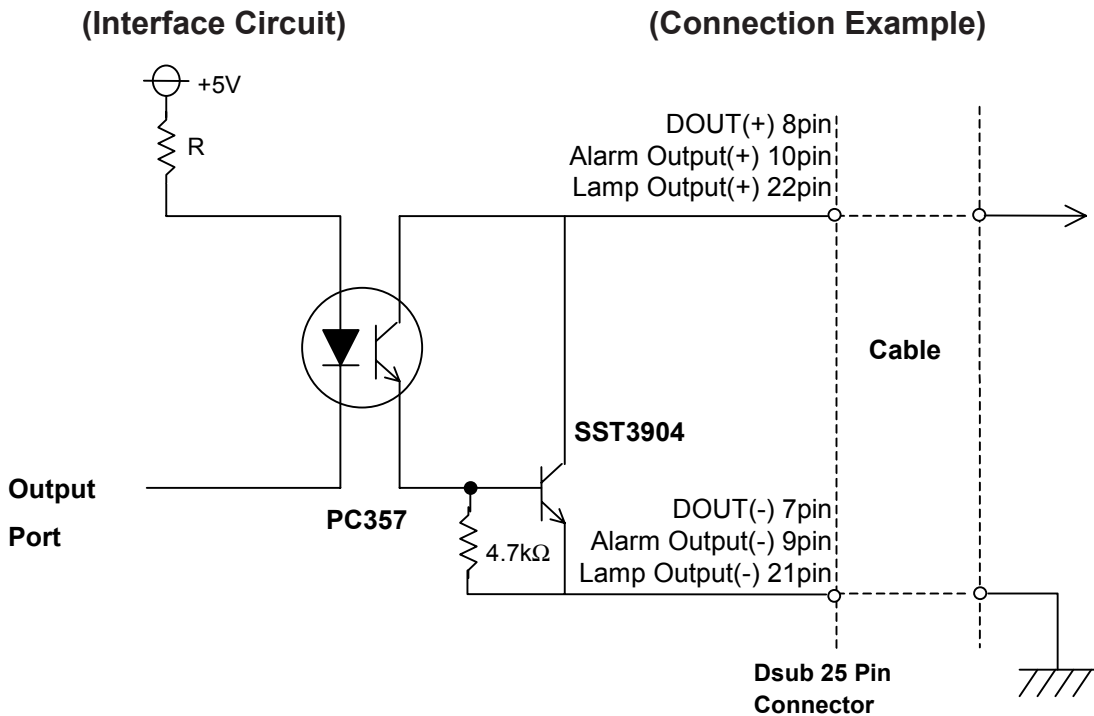 (Interface Circuit)
(Connection Example)
+5V
R
DOUT(+) 8pin
Alarm Output(+) 10pin
Lamp Output(+) 22pin
Cable
SST3904
Output
Port
PC357
4.7kΩ
DOUT(-) 7pin
Alarm Output(-) 9pin
Lamp Output(-) 21pin
Dsub 25 Pin
Connector